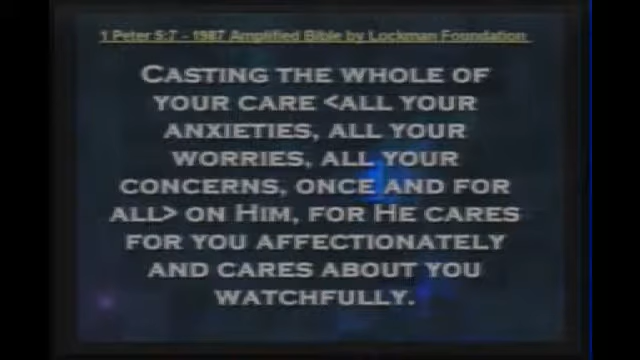 1 Peter 5:7 - 1987 Amplified Bible by Lockman Foundation
CASTING THE WHOLE OF
YOUR CARE <ALL YOUR
ANXIETIES, ALL YOUR
WORRIES, ALL YOUR
CONCERNS, ONCE AND FOR
ALL> ON HIM, FOR HE CARES
FOR YOU AFFECTIONATELY
AND CARES ABOUT YOU
WATCHFULLY.